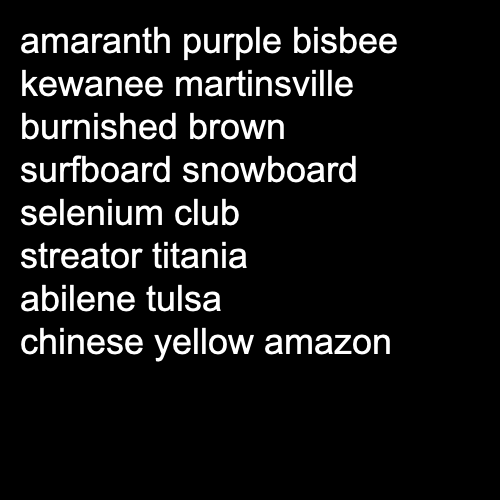 amaranth purple bisbee
kewanee martinsville
burnished brown
surfboard snowboard
selenium club
streator titania
abilene tulsa
chinese yellow amazon